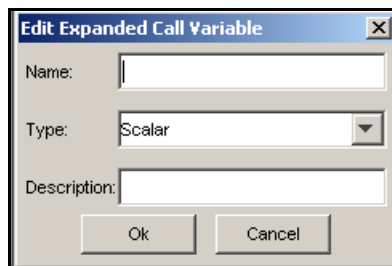 Edit Expanded Call Variable
Name:
Type: Scalar
Description:
Ok Cancel